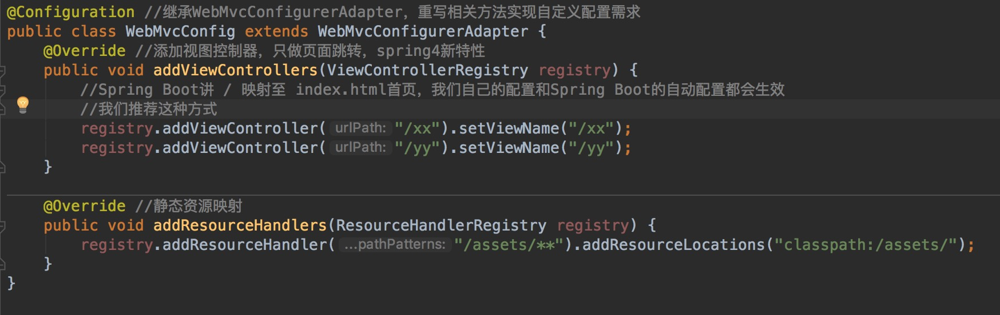 @Configuration //继承WebMvcConfigurerAdapter，重写相关方法实现自定义配置需求
public class WebMvcConfig extends WebMvcConfigurerAdapter {
@Override //添加视图控制器，只做页面跳转，spring4新特性
public void addViewControllers(ViewControllerRegistry registry) {
//Spring Boot讲 / 映射至 index.html首页，我们自己的配置和Spring Boot的自动配置都会生效
//我们推荐这种方式
registry.addViewController( urlPath: "/xx").setViewName("/xx");
registry.addViewController( urlPath: "/yy").setViewName("/yy");
}
@Override //静态资源映射
public void addResourceHandlers(ResourceHandlerRegistry registry) {
registry.addResourceHandler( ...pathPatterns: "/assets/**").addResourceLocations("classpath:/assets/");
}
}